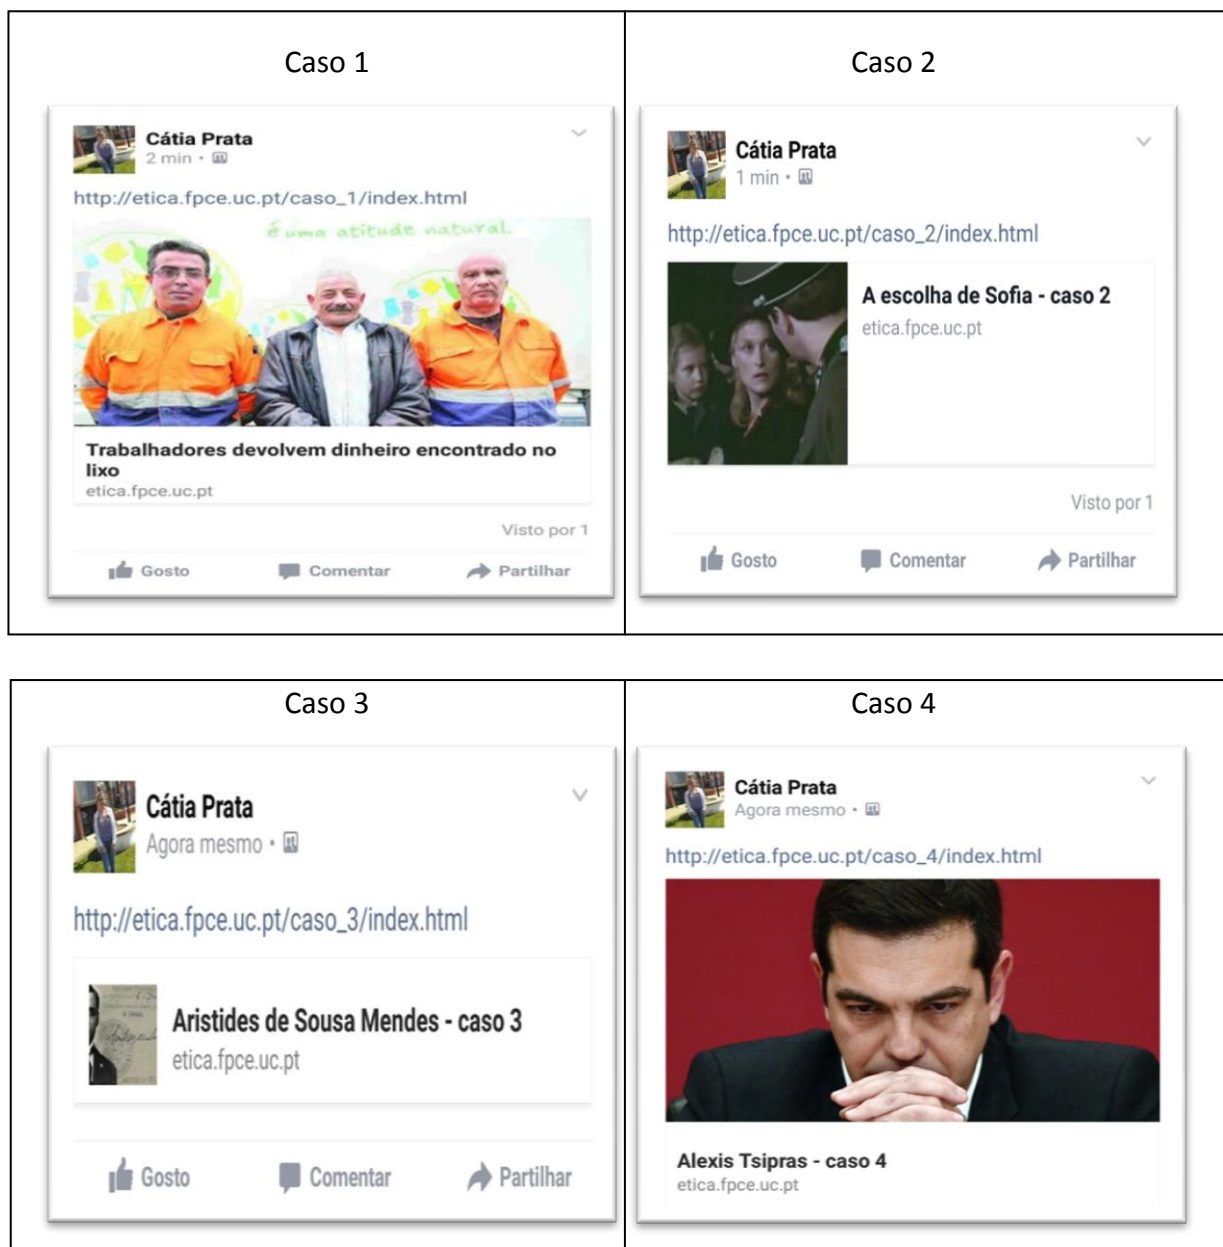 Caso 1
Cátia Prata
2 min
http://etica.fpce.uc.pt/caso_1/index.html
é uma atitude natural.
Trabalhadores devolvem dinheiro encontrado no
lixo
etica.fpce.uc.pt
Visto por 1
Gosto Comentar Partilhar
Caso 2
Cátia Prata
1 min
http://etica.fpce.uc.pt/caso_2/index.html
A escolha de Sofia - caso 2
etica.fpce.uc.pt
Visto por 1
Gosto Comentar Partilhar
Caso 3
Cátia Prata
Agora mesmo
http://etica.fpce.uc.pt/caso_3/index.html
Aristides de Sousa Mendes - caso 3
etica.fpce.uc.pt
Gosto Comentar Partilhar
Caso 4
Cátia Prata
Agora mesmo
http://etica.fpce.uc.pt/caso_4/index.html
Alexis Tsipras - caso 4
etica.fpce.uc.pt